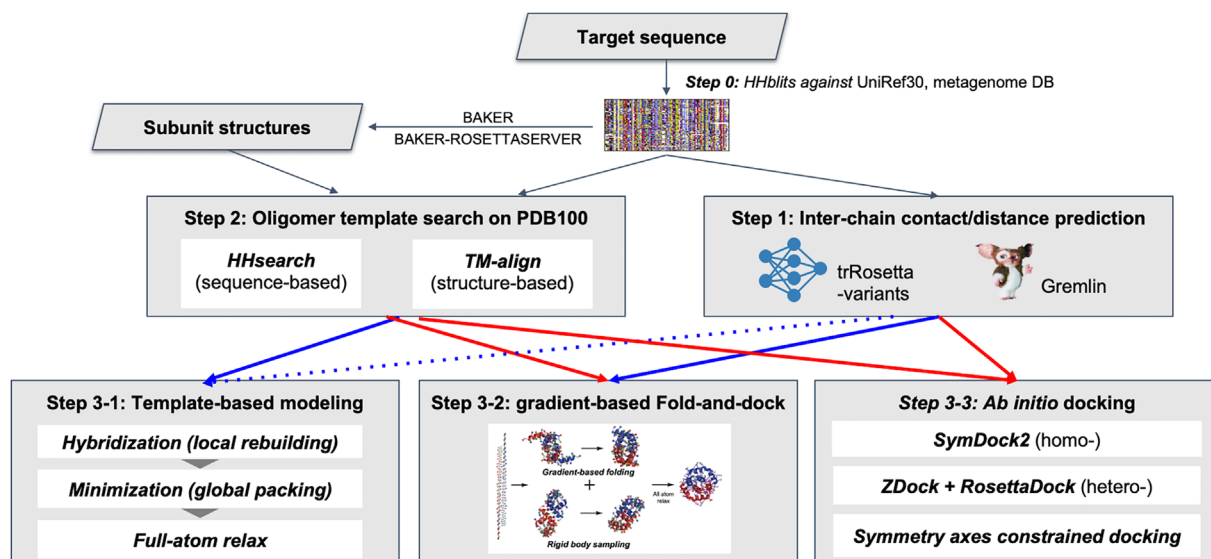 Target sequence
Step 0: HHblits against UniRef30, metagenome DB
BAKER
BAKER-ROSETTASERVER
Subunit structures
Step 2: Oligomer template search on PDB100
HHsearch
(sequence-based)
TM-align
(structure-based)
Step 1: Inter-chain contact/distance prediction
trRosetta
-variants
Gremlin
Step 3-1: Template-based modeling
Hybridization (local rebuilding)
Minimization (global packing)
Full-atom relax
Step 3-2: gradient-based Fold-and-dock
Gradient-based folding
+
All atom
relax
Rigid body sampling
Step 3-3: Ab initio docking
SymDock2 (homo-)
ZDock + RosettaDock (hetero-)
Symmetry axes constrained docking